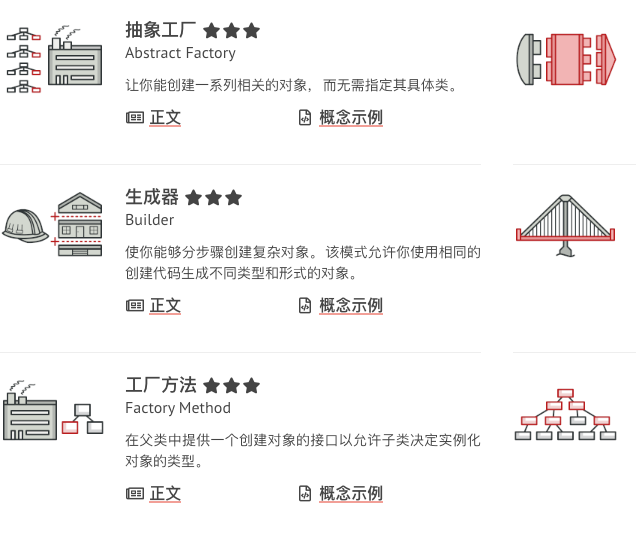 抽象工厂 ★★★
Abstract Factory
让你能创建一系列相关的对象， 而无需指定其具体类。
正文 概念示例
生成器 ★★★
Builder
使你能够分步骤创建复杂对象。 该模式允许你使用相同的
创建代码生成不同类型和形式的对象。
正文 概念示例
工厂方法 ★★★
Factory Method
在父类中提供一个创建对象的接口以允许子类决定实例化
对象的类型。
正文 概念示例